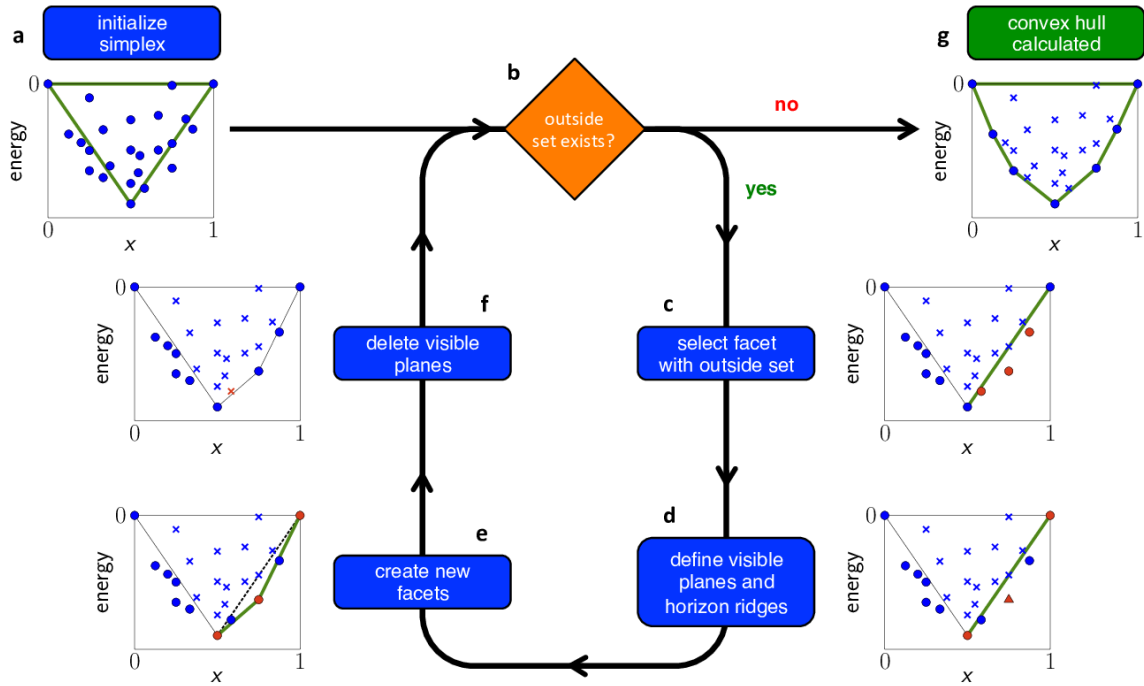 a
initialize
simplex
0
energy
0
1
x
b
outside
set exists?
no
yes
g
convex hull
calculated
0
energy
0
1
x
f
delete visible
planes
0
energy
0
1
x
c
select facet
with outside set
0
energy
0
1
x
e
create new
facets
0
energy
0
1
x
d
define visible
planes and
horizon ridges
0
energy
0
1
x